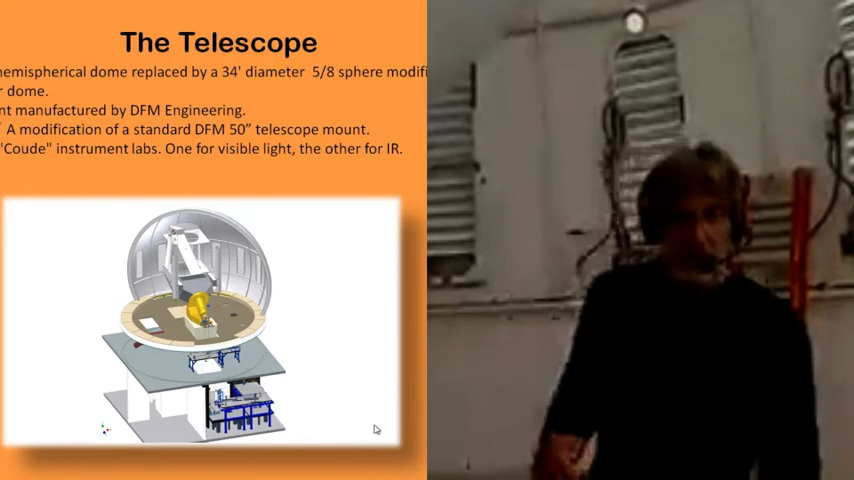 The Telescope
hemispherical dome replaced by a 34' diameter 5/8 sphere modifi
r dome.
nt manufactured by DFM Engineering.
A modification of a standard DFM 50” telescope mount.
"Coude" instrument labs. One for visible light, the other for IR.